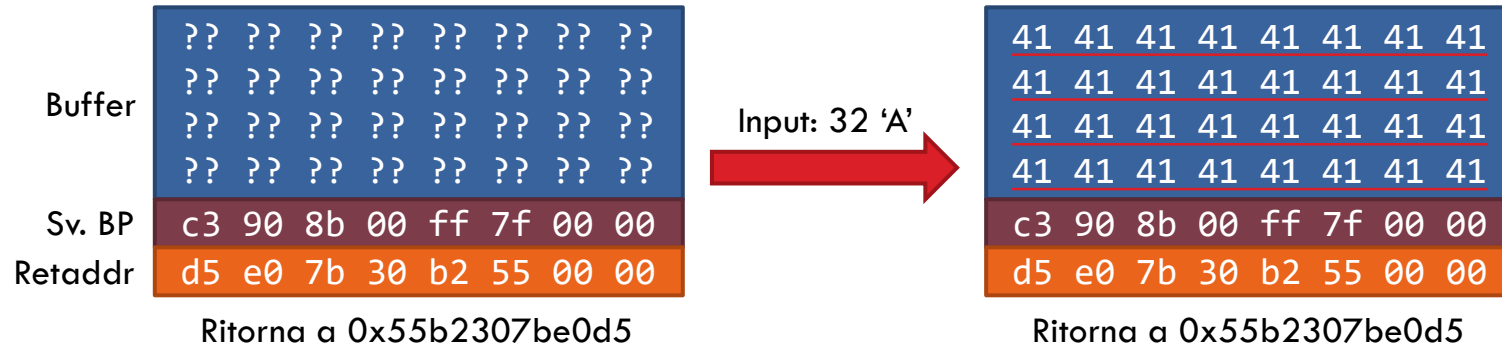 Buffer
?? ?? ?? ?? ?? ?? ?? ??
?? ?? ?? ?? ?? ?? ?? ??
?? ?? ?? ?? ?? ?? ?? ??
?? ?? ?? ?? ?? ?? ?? ??
Sv. BP c3 90 8b 00 ff 7f 00 00
Retaddr d5 e0 7b 30 b2 55 00 00
Ritorna a 0x55b2307be0d5
Input: 32 ‘A’
41 41 41 41 41 41 41 41
41 41 41 41 41 41 41 41
41 41 41 41 41 41 41 41
41 41 41 41 41 41 41 41
c3 90 8b 00 ff 7f 00 00
d5 e0 7b 30 b2 55 00 00
Ritorna a 0x55b2307be0d5